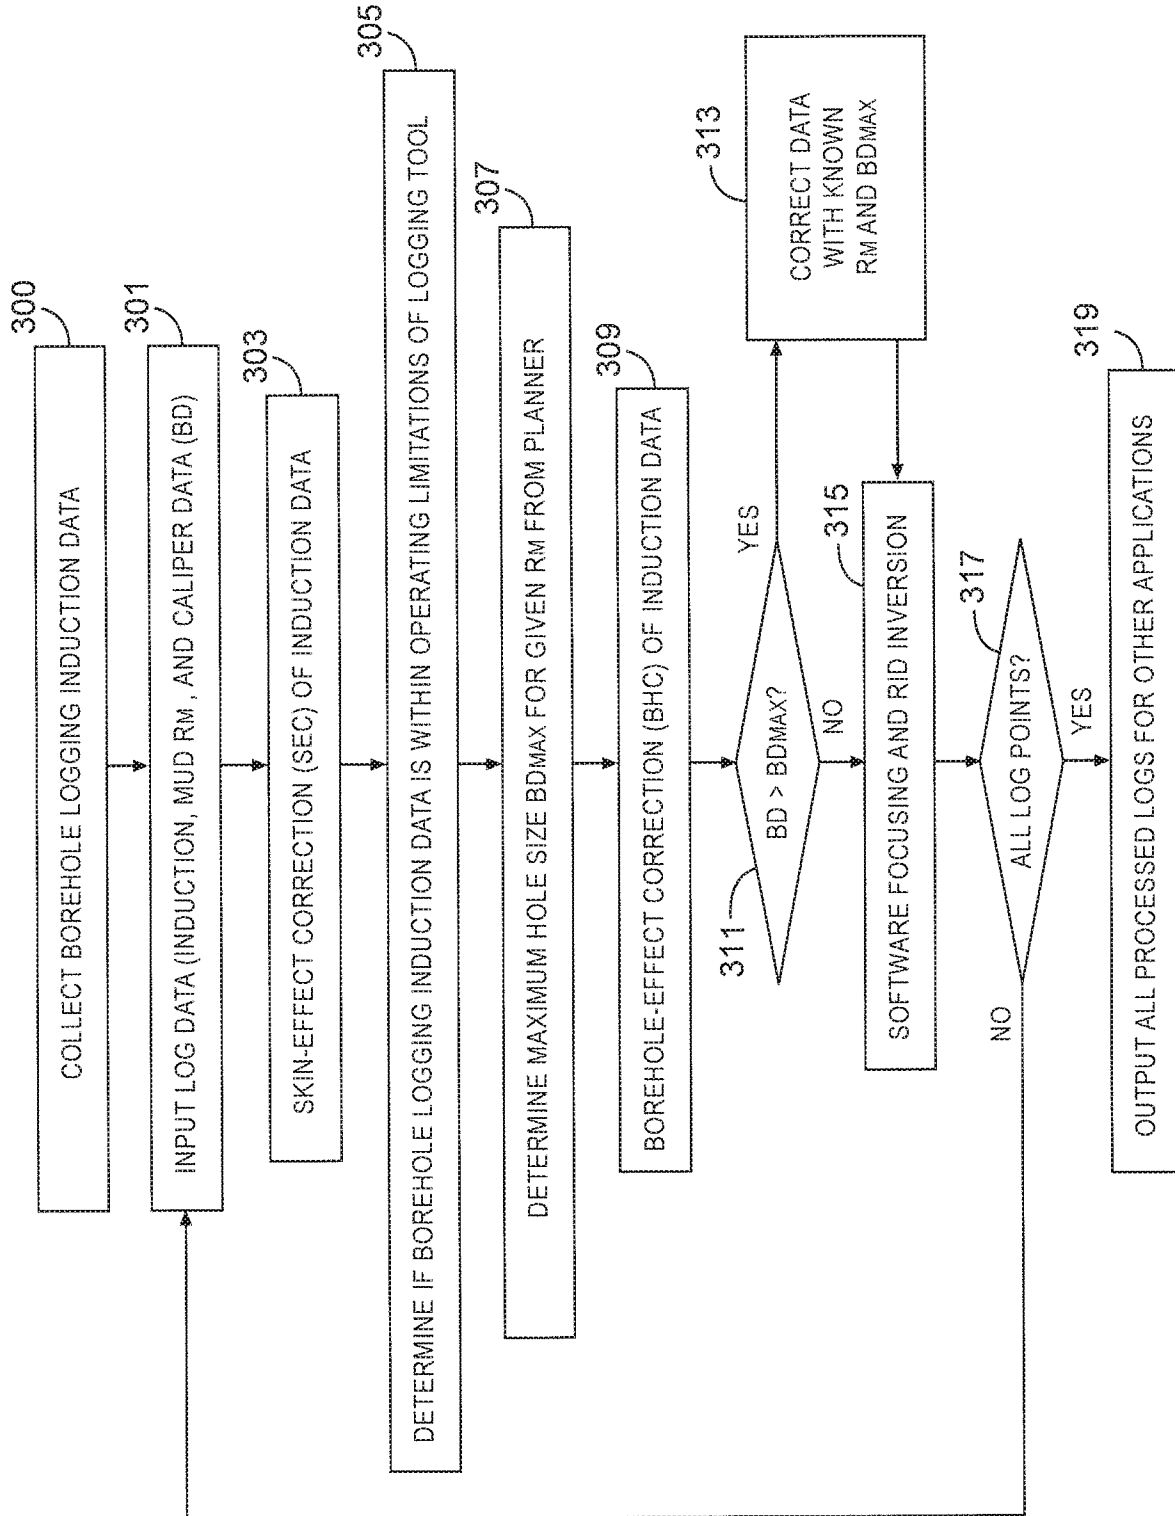 300
COLLECT BOREHOLE LOGGING INDUCTION DATA
301
INPUT LOG DATA (INDUCTION, MUD RM , AND CALIPER DATA (BD)
303
SKIN-EFFECT CORRECTION (SEC) OF INDUCTION DATA
305
DETERMINE IF BOREHOLE LOGGING INDUCTION DATA IS WITHIN OPERATING LIMITATIONS OF LOGGING TOOL
307
DETERMINE MAXIMUM HOLE SIZE BDMAX FOR GIVEN RM FROM PLANNER
309
BOREHOLE-EFFECT CORRECTION (BHC) OF INDUCTION DATA
311
BD > BDMAX?
YES
NO
313
CORRECT DATA
WITH KNOWN
RM AND BDMAX
315
SOFTWARE FOCUSING AND RID INVERSION
317
ALL LOG POINTS?
NO
YES
319
OUTPUT ALL PROCESSED LOGS FOR OTHER APPLICATIONS